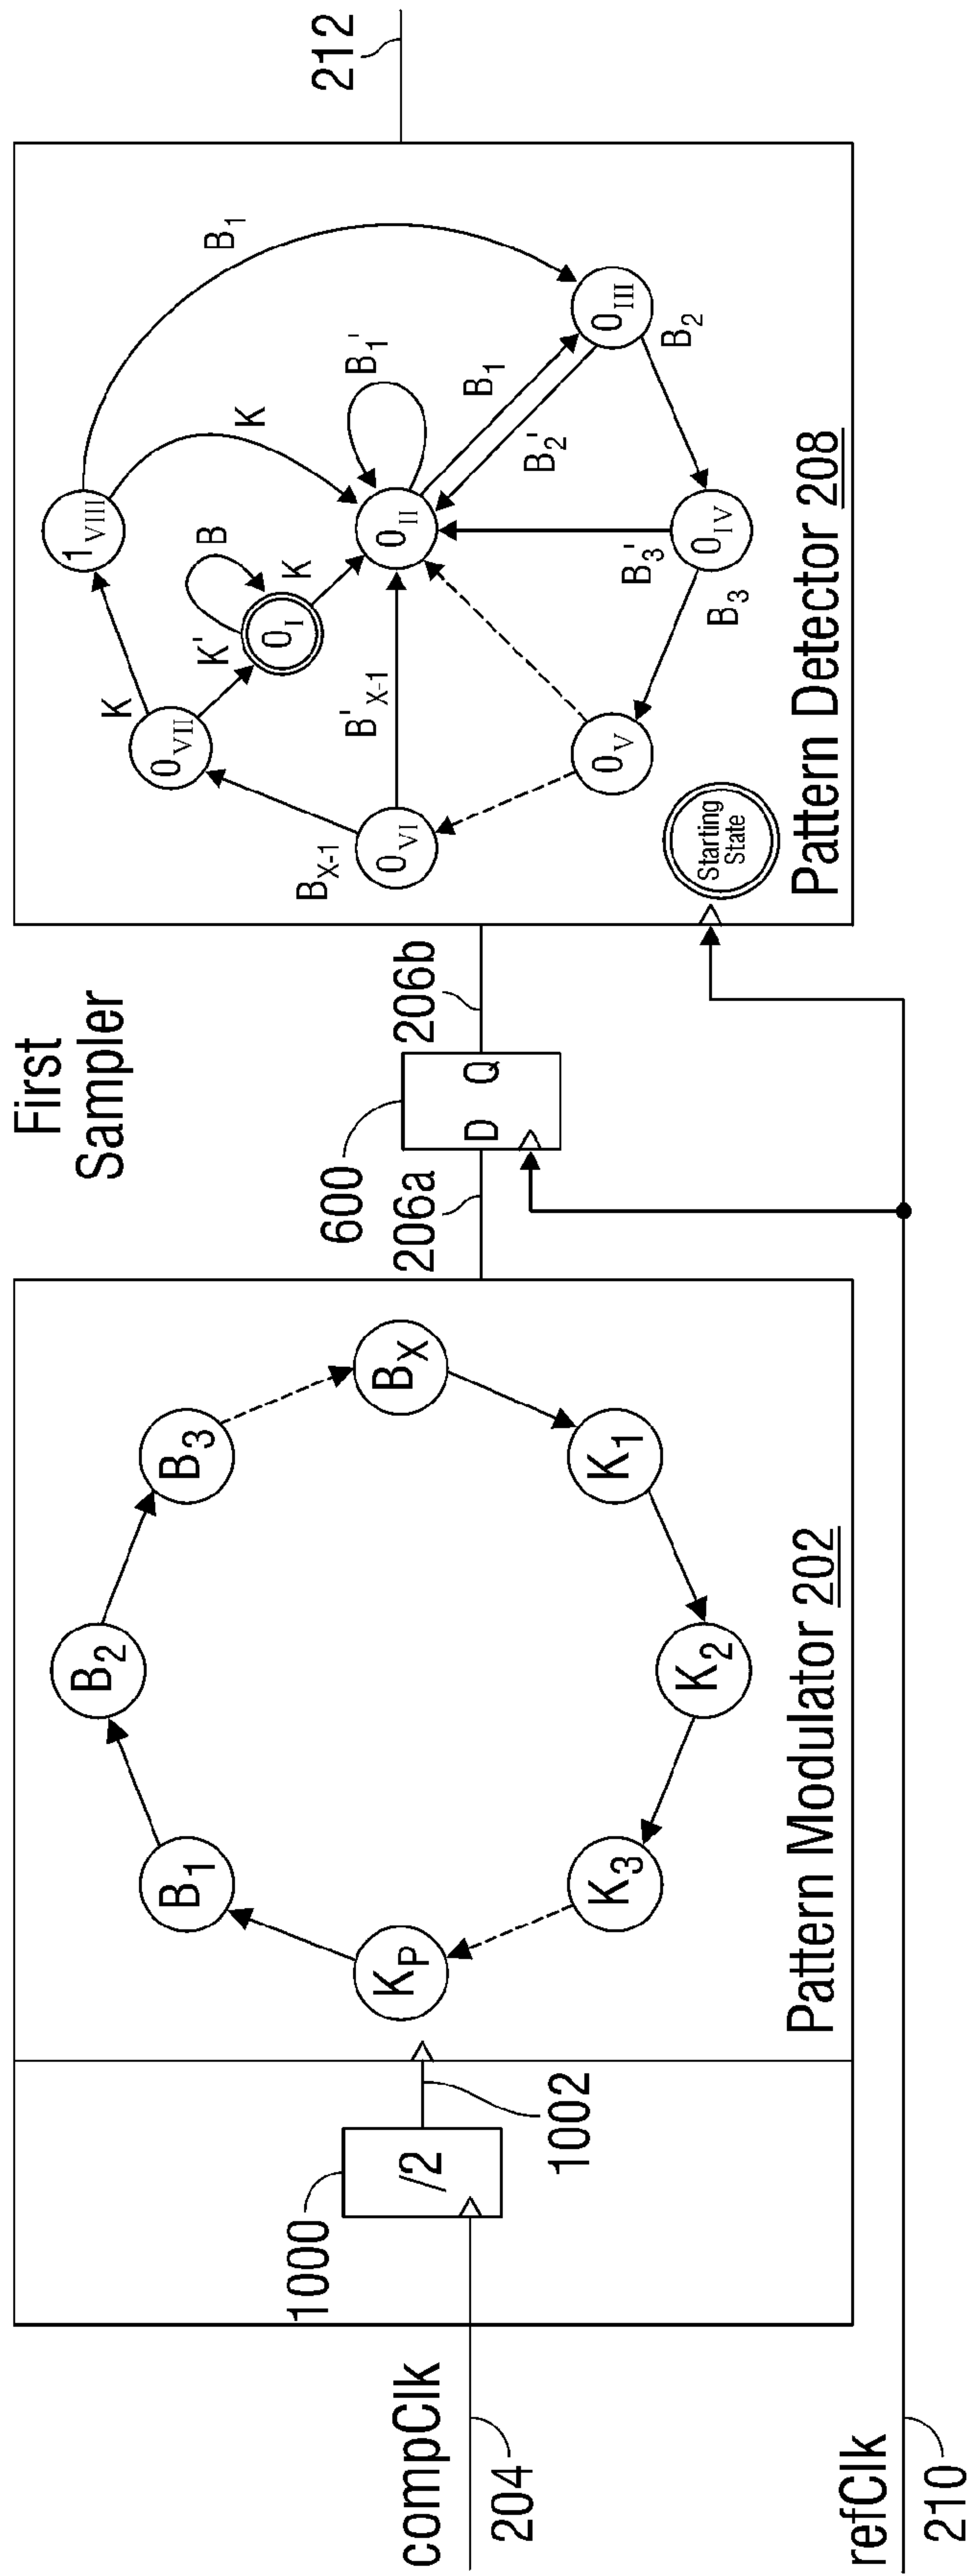 First
Sampler
compClk
204
1000
/2
1002
B1
B2
B3
BX
K1
K2
K3
KP
Pattern Modulator 202
206a
600
D Q
206b
refClk
210
BX-1
0VI
0VII
K
K'
0I
B
K
1VIII
K
B1
B'X-1
0II
B1'
B1
B2'
0III
B2
0IV
B3'
B3
0V
Starting
State
Pattern Detector 208
212